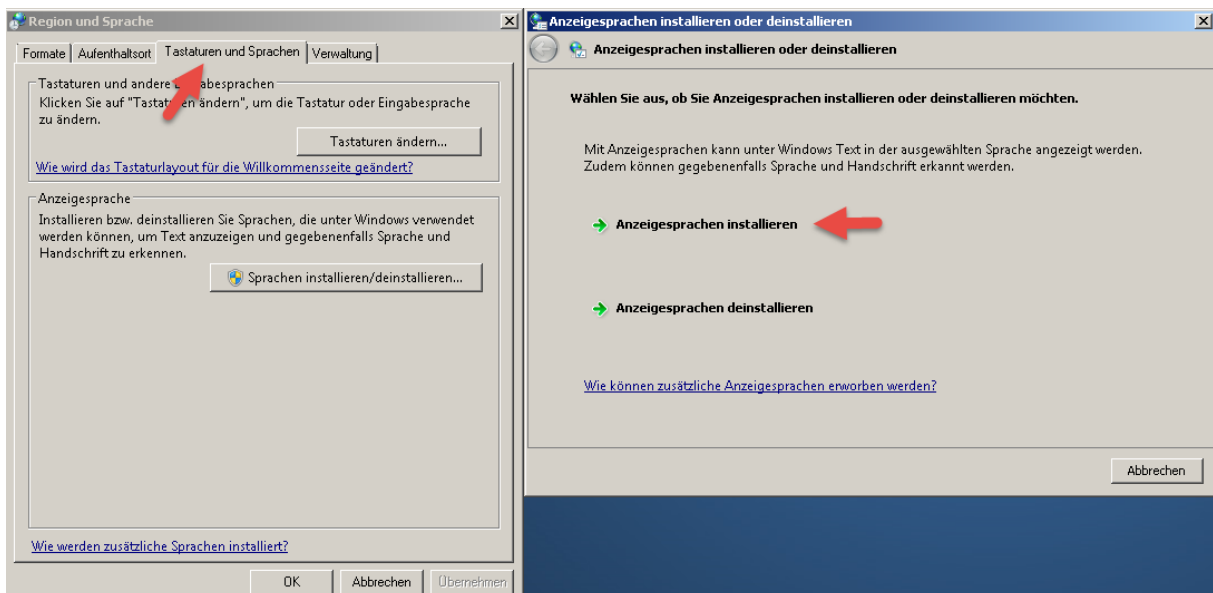 Region und Sprache
Formate
Aufenthaltsort
Tastaturen und Sprachen
Verwaltung
Tastaturen und andere Eingabesprachen
Klicken Sie auf "Tastaturen ändern", um die Tastatur oder Eingabesprache
zu ändern.
Tastaturen ändern...
Wie wird das Tastaturlayout für die Willkommensseite geändert?
Anzeigesprache
Installieren bzw. deinstallieren Sie Sprachen, die unter Windows verwendet
werden können, um Text anzuzeigen und gegebenenfalls Sprache und
Handschrift zu erkennen.
Sprachen installieren/deinstallieren...
Wie werden zusätzliche Sprachen installiert?
OK
Abbrechen
Übernehmen
Anzeigesprachen installieren oder deinstallieren
Anzeigesprachen installieren oder deinstallieren
Wählen Sie aus, ob Sie Anzeigesprachen installieren oder deinstallieren möchten.
Mit Anzeigesprachen kann unter Windows Text in der ausgewählten Sprache angezeigt werden.
Zudem können gegebenenfalls Sprache und Handschrift erkannt werden.
Anzeigesprachen installieren
Anzeigesprachen deinstallieren
Wie können zusätzliche Anzeigesprachen erworben werden?
Abbrechen